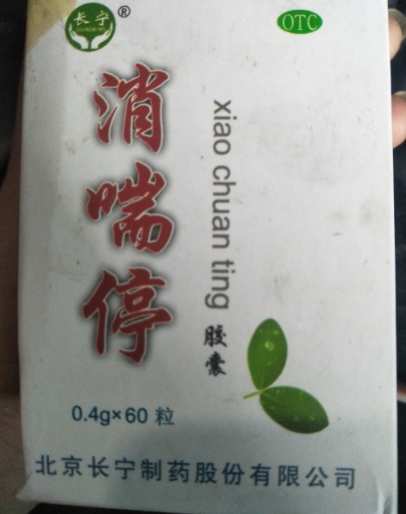 长宁®
OTC
消喘停
xiao chuan ting
胶囊
0.4g×60 粒
北京长宁制药股份有限公司